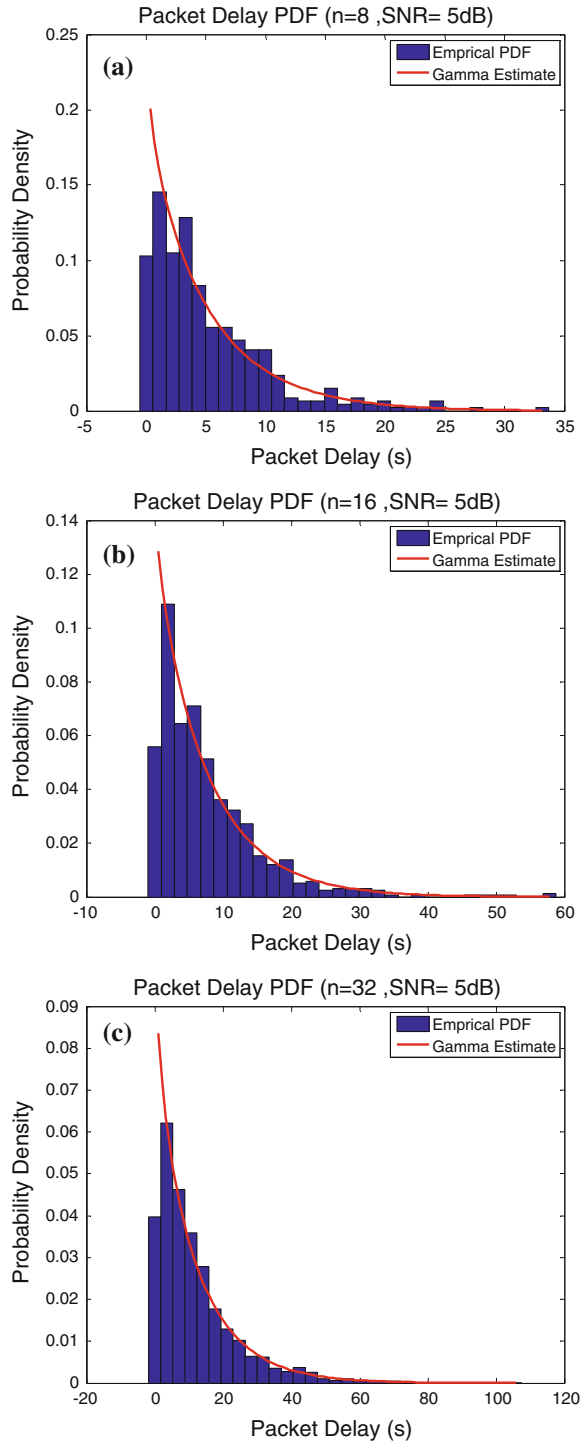 Packet Delay PDF (n=8 ,SNR= 5dB)
0.25
(a)
Emprical PDF
Gamma Estimate
0.2
0.15
0.1
0.05
0
Probability Density
-5 0 5 10 15 20 25 30 35
Packet Delay (s)
Packet Delay PDF (n=16 ,SNR= 5dB)
0.14
(b)
Emprical PDF
Gamma Estimate
0.12
0.1
0.08
0.06
0.04
0.02
0
Probability Density
-10 0 10 20 30 40 50 60
Packet Delay (s)
Packet Delay PDF (n=32 ,SNR= 5dB)
0.09
(c)
Emprical PDF
Gamma Estimate
0.08
0.07
0.06
0.05
0.04
0.03
0.02
0.01
0
Probability Density
-20 0 20 40 60 80 100 120
Packet Delay (s)